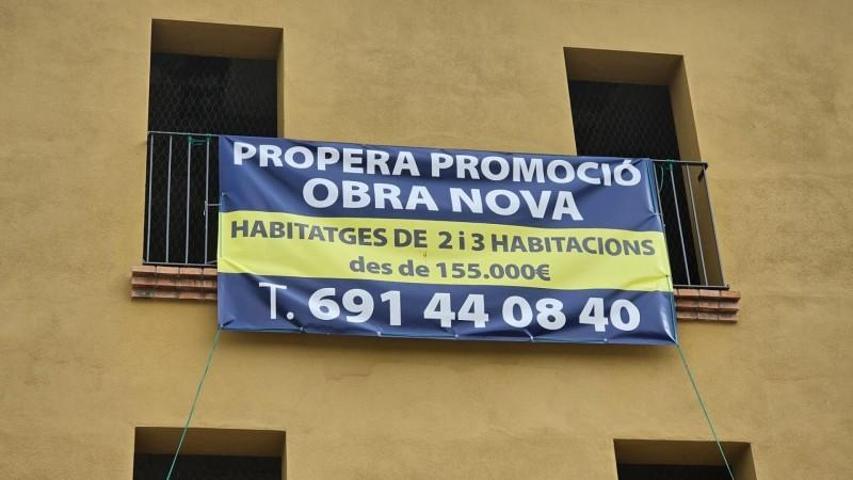 PROPERA PROMOCIÓ
OBRA NOVA
HABITATGES DE 2 i 3 HABITACIONS
des de 155.000€
T. 691 44 08 40